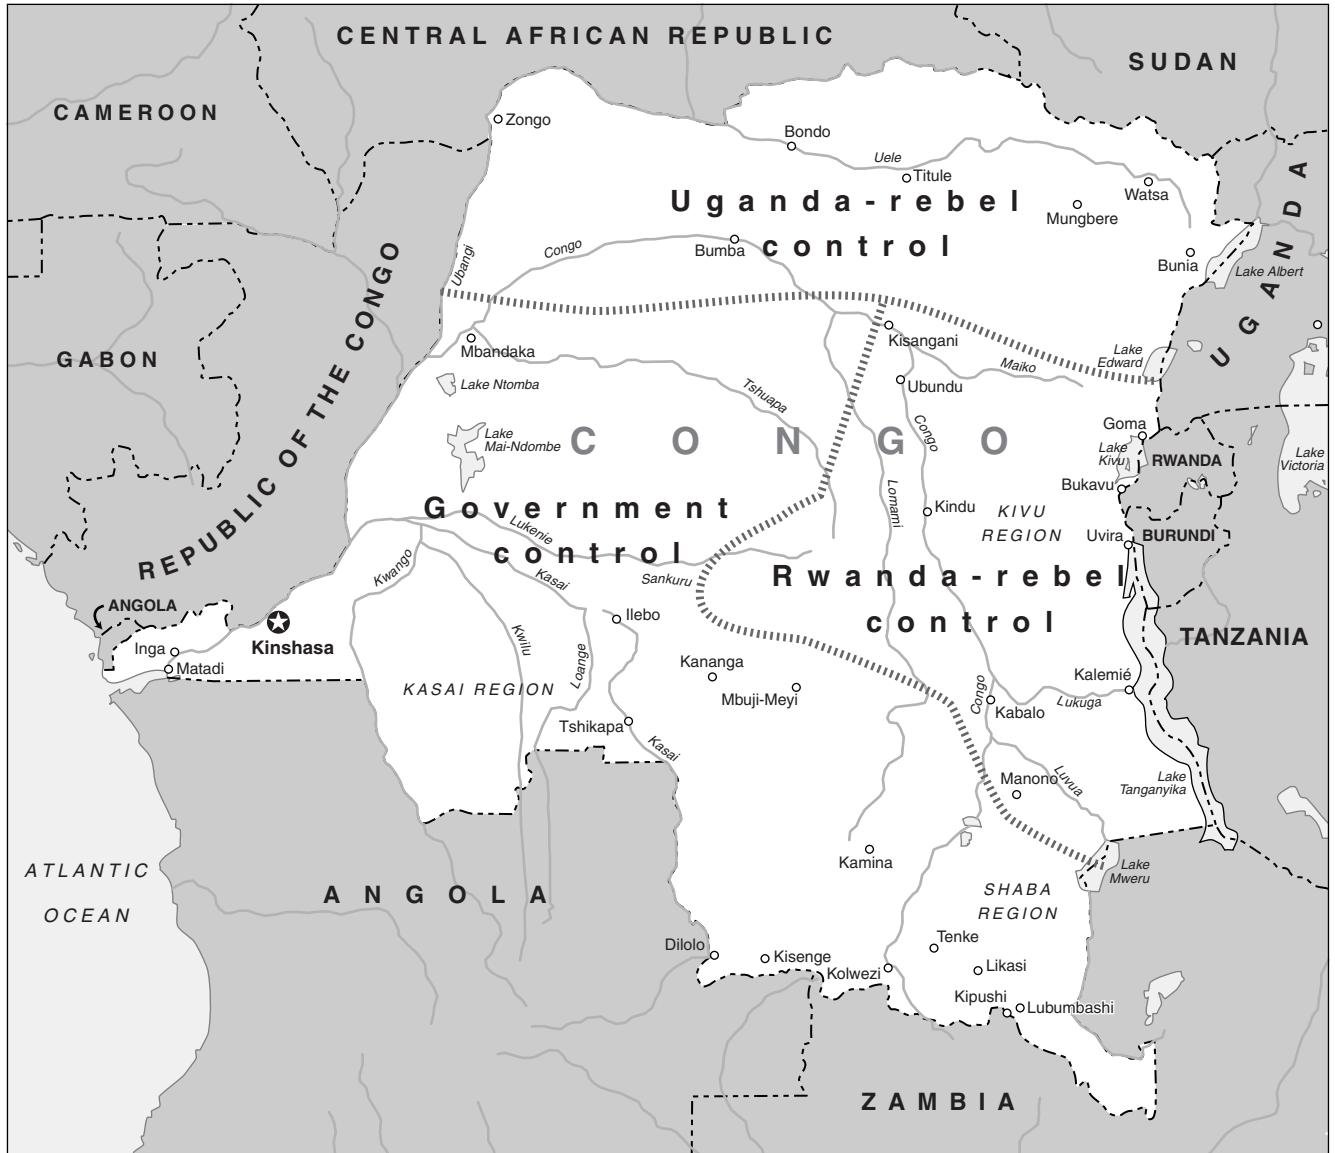 CENTRAL AFRICAN REPUBLIC
SUDAN
CAMEROON
Zongo
Bondo
Uele
Titule
Watsa
Uganda-rebel
control
Mungbere
UGANDA
Ubangi
Congo
Bumba
Bunia
Lake Albert
REPUBLIC OF THE CONGO
GABON
Mbandaka
Kisangani
Lake
Edward
Maiko
Lake Ntomba
Tshuapa
Ubundu
Congo
Goma
Lake
Mai-Ndombe
CONGO
Lake
Kivu
RWANDA
Lake
Victoria
Bukavu
Lomami
Kindu
KIVU
REGION
Government
control
Lukenie
Uvira
BURUNDI
Kwango
Kasai
Sankuru
Rwanda-rebel
control
ANGOLA
Ilebo
Kinshasa
Kwilu
TANZANIA
Inga
Matadi
Loange
Kananga
Mbuji-Meyi
Kalemié
KASAI REGION
Congo
Kabalo
Lukuga
Tshikapa
Kasai
Manono
Luvua
Lake
Tanganyika
Kamina
Lake
Mweru
ATLANTIC
OCEAN
ANGOLA
SHABA
REGION
Dilolo
Kisenge
Kolwezi
Tenke
Likasi
Kipushi
Lubumbashi
ZAMBIA